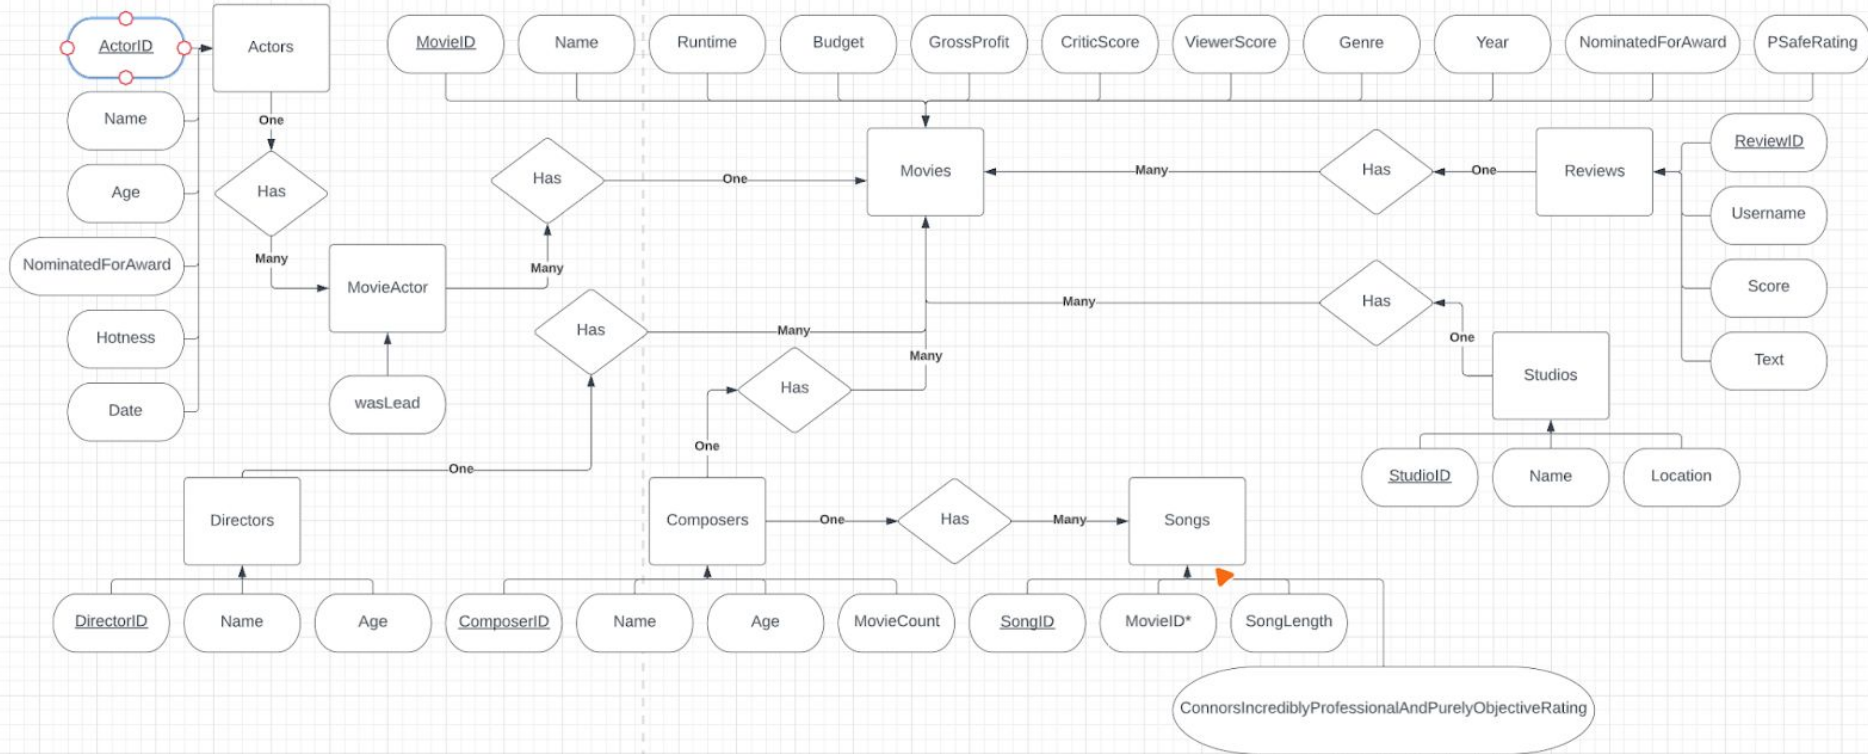 ActorID
Actors
MovieID
Name
Runtime
Budget
GrossProfit
CriticScore
ViewerScore
Genre
Year
NominatedForAward
PSafeRating
Name
One
Age
Has
Has
One
Movies
Many
Has
One
Reviews
ReviewID
Username
NominatedForAward
Many
MovieActor
Many
Score
Hotness
Has
Many
Many
Has
One
Text
Date
wasLead
Many
Has
Studios
One
One
StudioID
Name
Location
Directors
Composers
One
Has
Many
Songs
DirectorID
Name
Age
ComposerID
Name
Age
MovieCount
SongID
MovieID*
SongLength
ConnorsIncrediblyProfessionalAndPurelyObjectiveRating